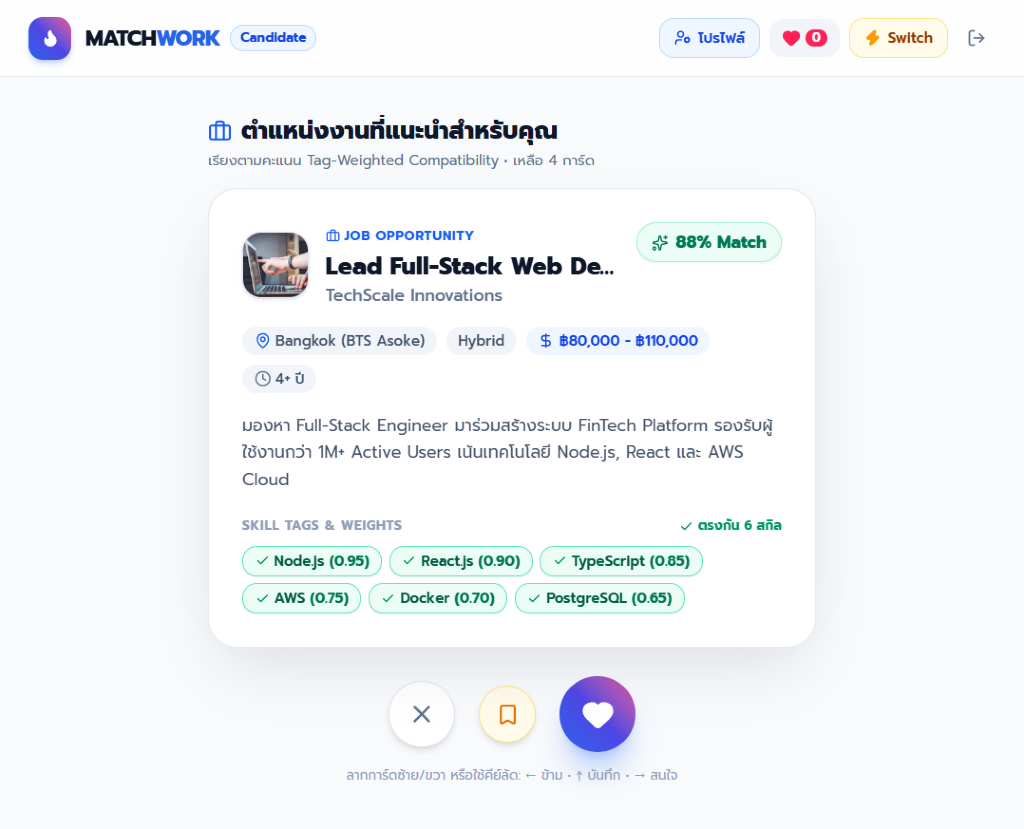 MATCHWORK Candidate โปรไฟล์ 0 Switch
ตำแหน่งงานที่แนะนำสำหรับคุณ
เรียงตามคะแนน Tag-Weighted Compatibility • เหลือ 4 การ์ด
JOB OPPORTUNITY
88% Match
Lead Full-Stack Web De...
TechScale Innovations
Bangkok (BTS Asoke) Hybrid ฿80,000 - ฿110,000
4+ ปี
มองหา Full-Stack Engineer มาร่วมสร้างระบบ FinTech Platform รองรับผู้
ใช้งานกว่า 1M+ Active Users เน้นเทคโนโลยี Node.js, React และ AWS
Cloud
SKILL TAGS & WEIGHTS ตรงกัน 6 สกิล
Node.js (0.95) React.js (0.90) TypeScript (0.85)
AWS (0.75) Docker (0.70) PostgreSQL (0.65)
ลากการ์ดซ้าย/ขวา หรือใช้คีย์ลัด: ← ข้าม • ↑ บันทึก • → สนใจ